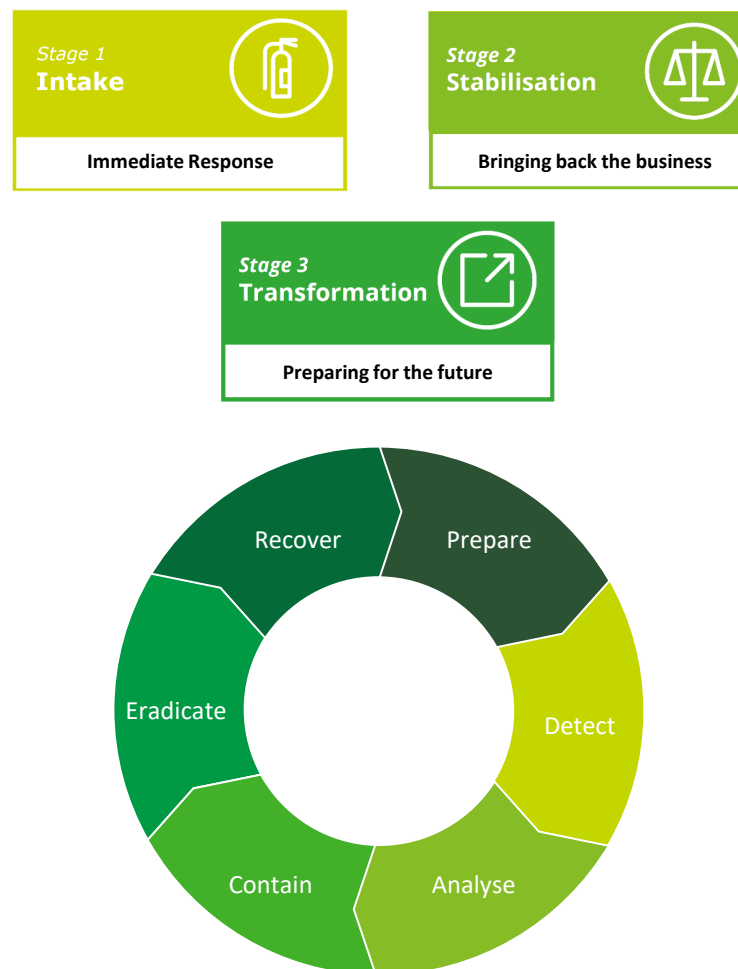 Stage 1
Intake
Immediate Response
Stage 2
Stabilisation
Bringing back the business
Stage 3
Transformation
Preparing for the future
Recover
Prepare
Eradicate
Detect
Contain
Analyse